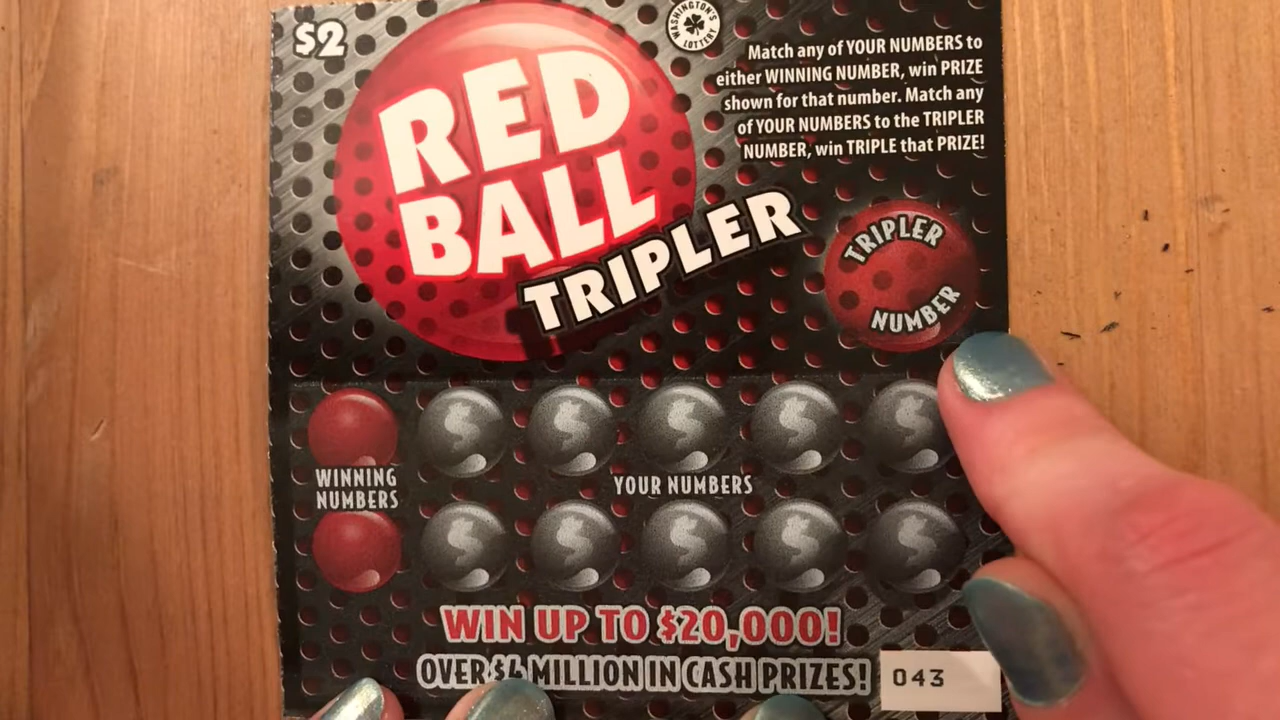 $2
RED
BALL
TRIPLER
WASHINGTON'S
LOTTERY
Match any of YOUR NUMBERS to
either WINNING NUMBER, win PRIZE
shown for that number. Match any
of YOUR NUMBERS to the TRIPLER
NUMBER, win TRIPLE that PRIZE!
TRIPLER
NUMBER
WINNING
NUMBERS
YOUR NUMBERS
WIN UP TO $20,000!
OVER $4 MILLION IN CASH PRIZES!
043